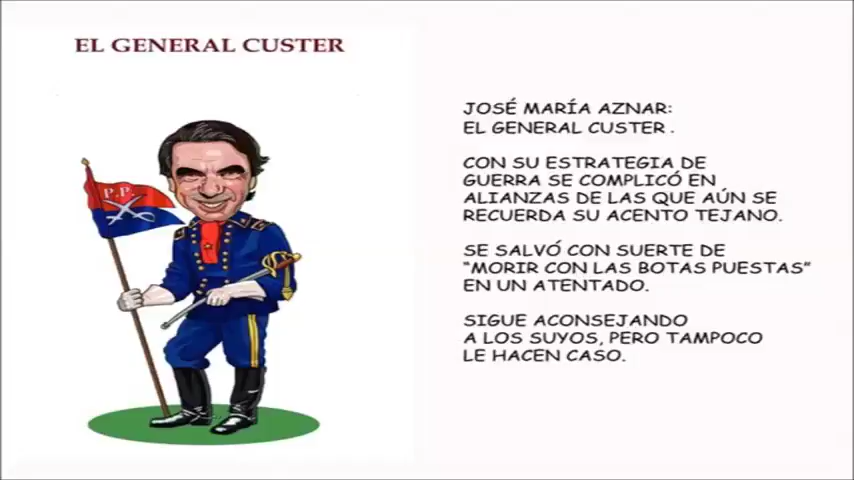 EL GENERAL CUSTER
P.P.
JOSÉ MARÍA AZNAR:
EL GENERAL CUSTER.
CON SU ESTRATEGIA DE
GUERRA SE COMPLICÓ EN
ALIANZAS DE LAS QUE AÚN SE
RECUERDA SU ACENTO TEJANO.
SE SALVÓ CON SUERTE DE
“MORIR CON LAS BOTAS PUESTAS”
EN UN ATENTADO.
SIGUE ACONSEJANDO
A LOS SUYOS, PERO TAMPOCO
LE HACEN CASO.